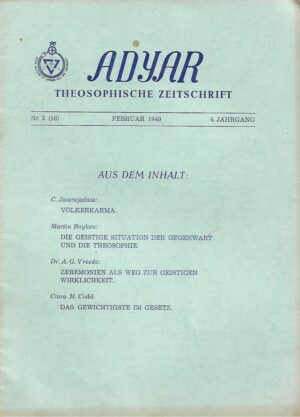 ADYAR
THEOSOPHISCHE ZEITSCHRIFT
Nr. 3 (18) FEBRUAR 1949 4. JAHRGANG
AUS DEM INHALT:
C. Jinarajadasa:
VÖLKERKARMA.
Martin Boyken:
DIE GEISTIGE SITUATION DER GEGENWART
UND DIE THEOSOPHIE.
Dr. A. G. Vreede:
ZEREMONIEN ALS WEG ZUR GEISTIGEN
WIRKLICHKEIT.
Clara M. Codd:
DAS GEWICHTIGSTE IM GESETZ.